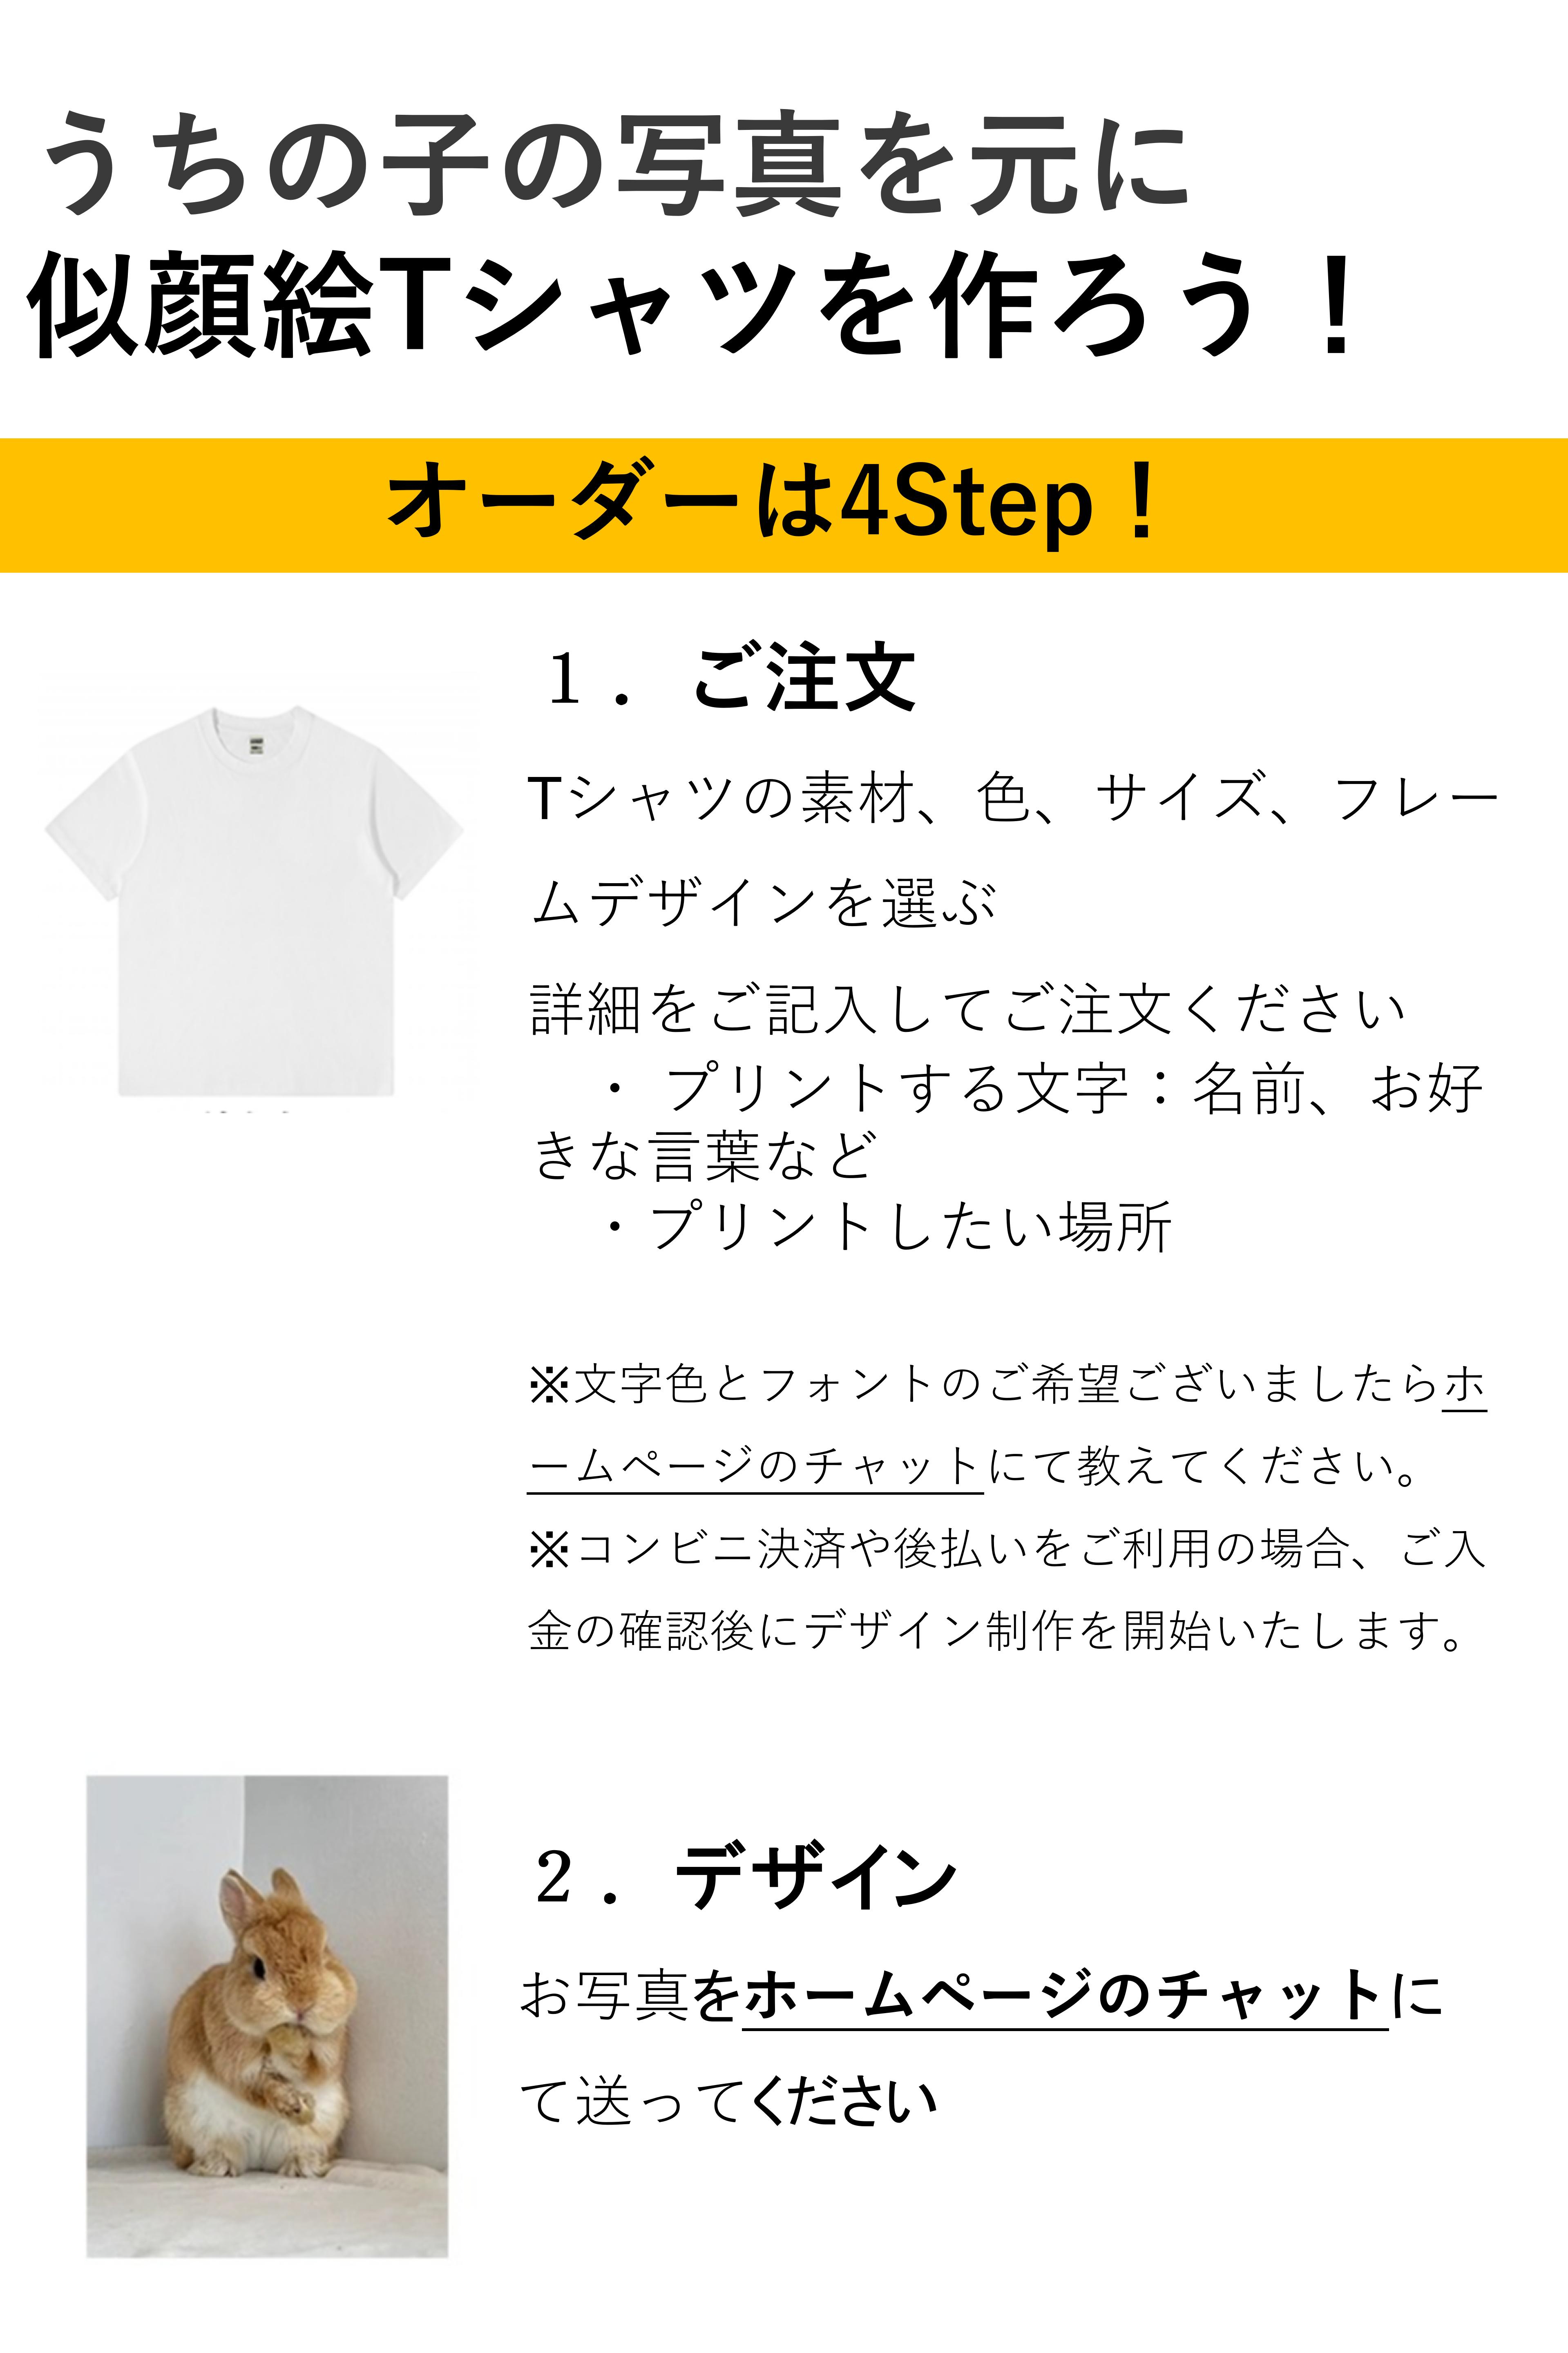 うちの子の写真を元に
似顔絵Tシャツを作ろう！
オーダーは4Step！
１．ご注文
Tシャツの素材、色、サイズ、フレー
ムデザインを選ぶ
詳細をご記入してご注文ください
・ プリントする文字：名前、お好
きな言葉など
・プリントしたい場所
※文字色とフォントのご希望ございましたらホ
ームページのチャットにて教えてください。
※コンビニ決済や後払いをご利用の場合、ご入
金の確認後にデザイン制作を開始いたします。
２．デザイン
お写真をホームページのチャットに
て送ってください